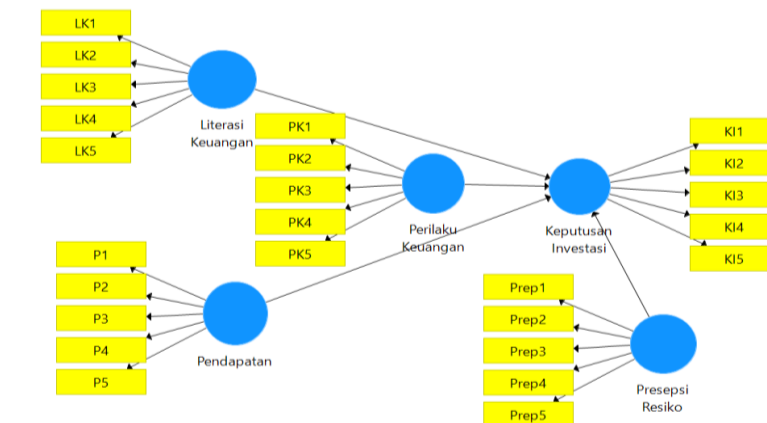 LK1
LK2
LK3
LK4
LK5
Literasi
Keuangan
PK1
PK2
PK3
PK4
PK5
Perilaku
Keuangan
Keputusan
Investasi
KI1
KI2
KI3
KI4
KI5
P1
P2
P3
P4
P5
Pendapatan
Prep1
Prep2
Prep3
Prep4
Prep5
Presepsi
Resiko